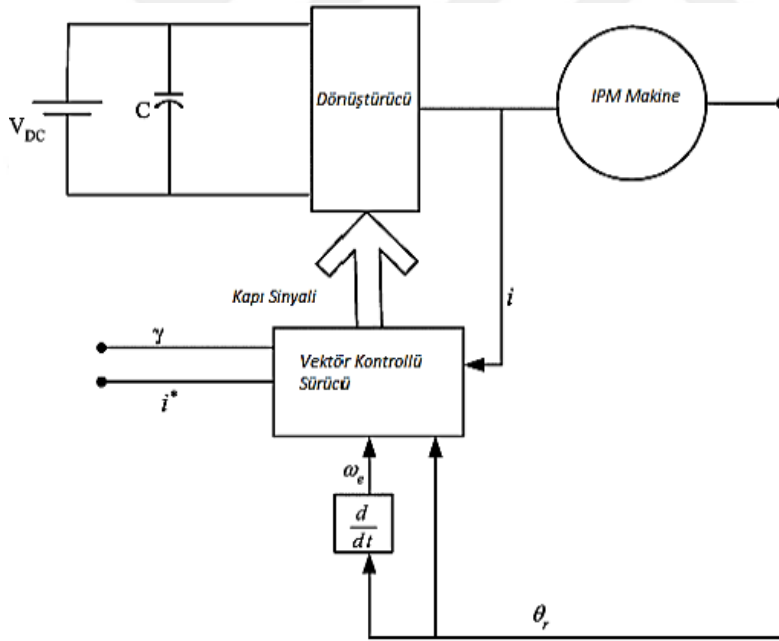 Dönüştürücü
IPM Makine
V_DC
C
Kapı Sinyali
i
γ
i*
Vektör Kontrollü
Sürücü
ω_e
d
dt
θ_r